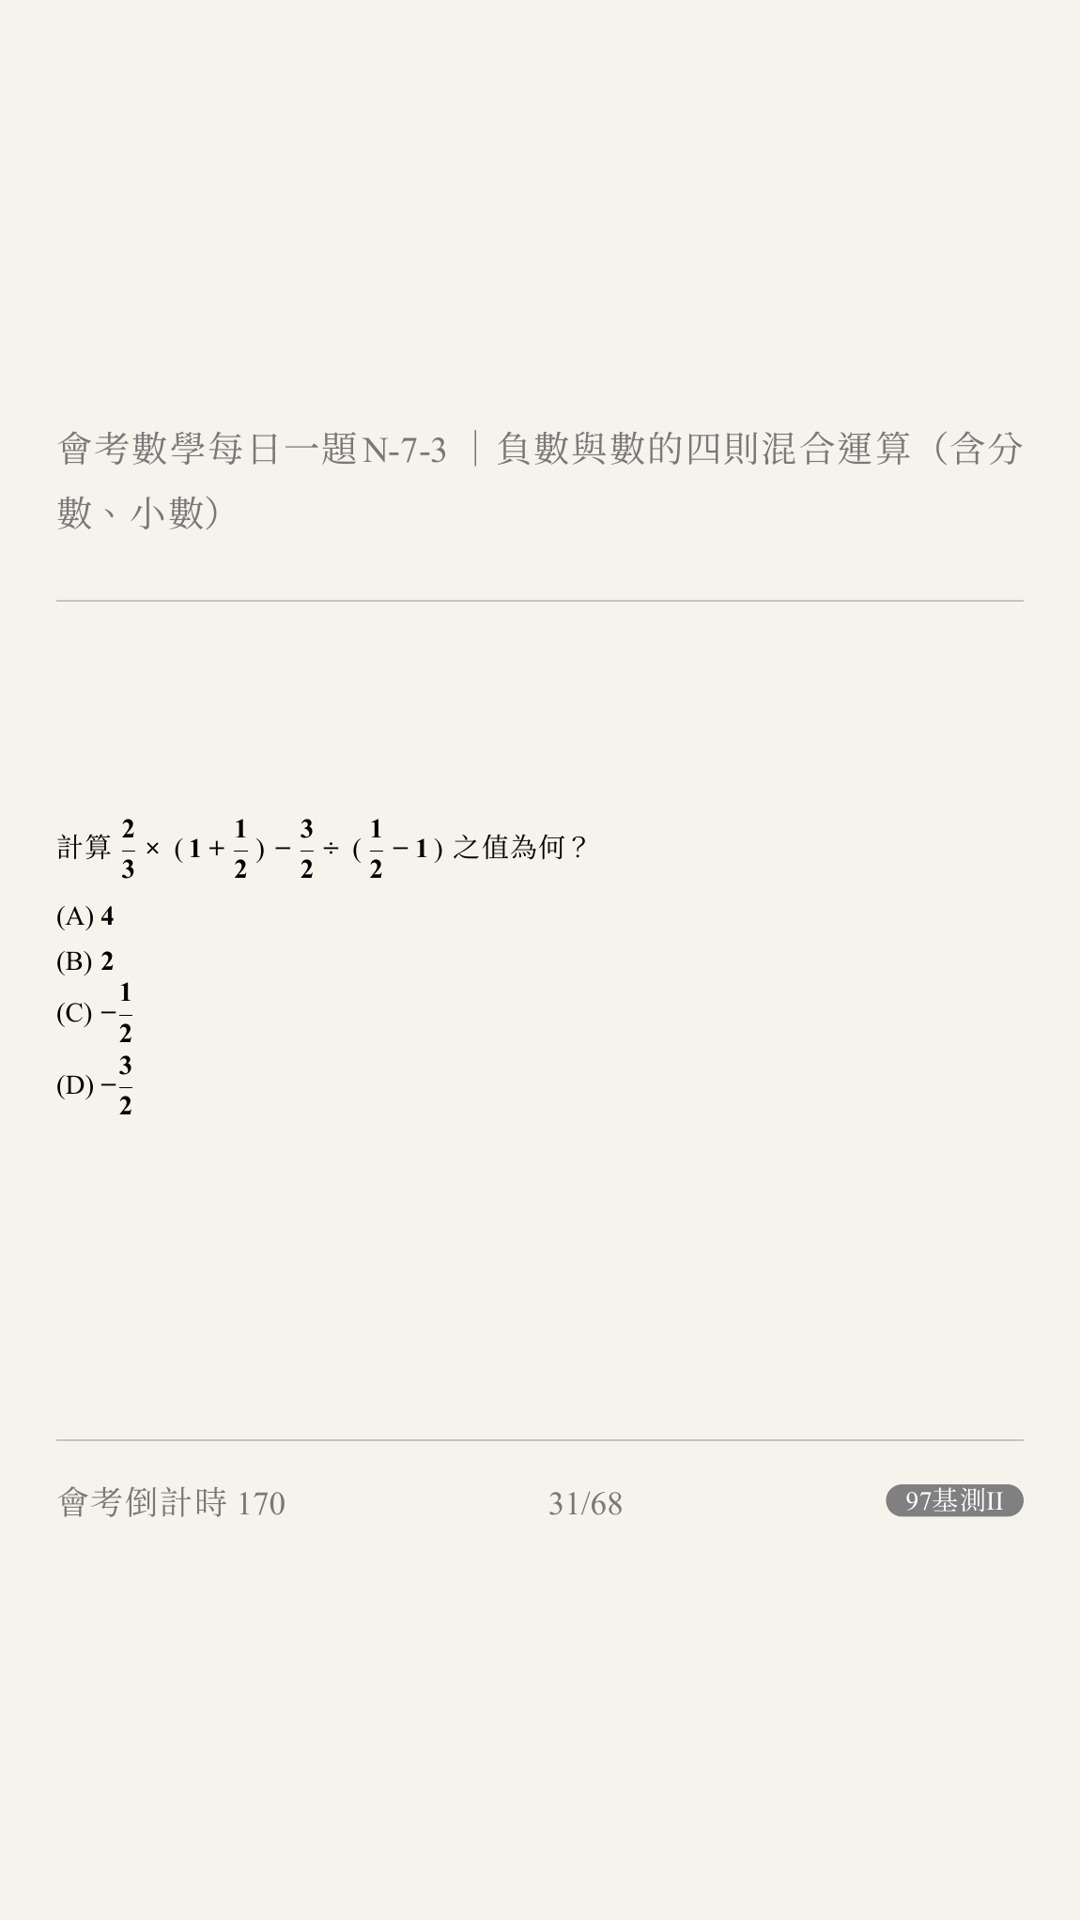 會考數學每日一題N-7-3｜負數與數的四則混合運算（含分
數、小數）
計算 2/3 × (1 + 1/2) − 3/2 ÷ (1/2 − 1) 之值為何？
(A) 4
(B) 2
(C) −1/2
(D) −3/2
會考倒計時 170
31/68
97基測II